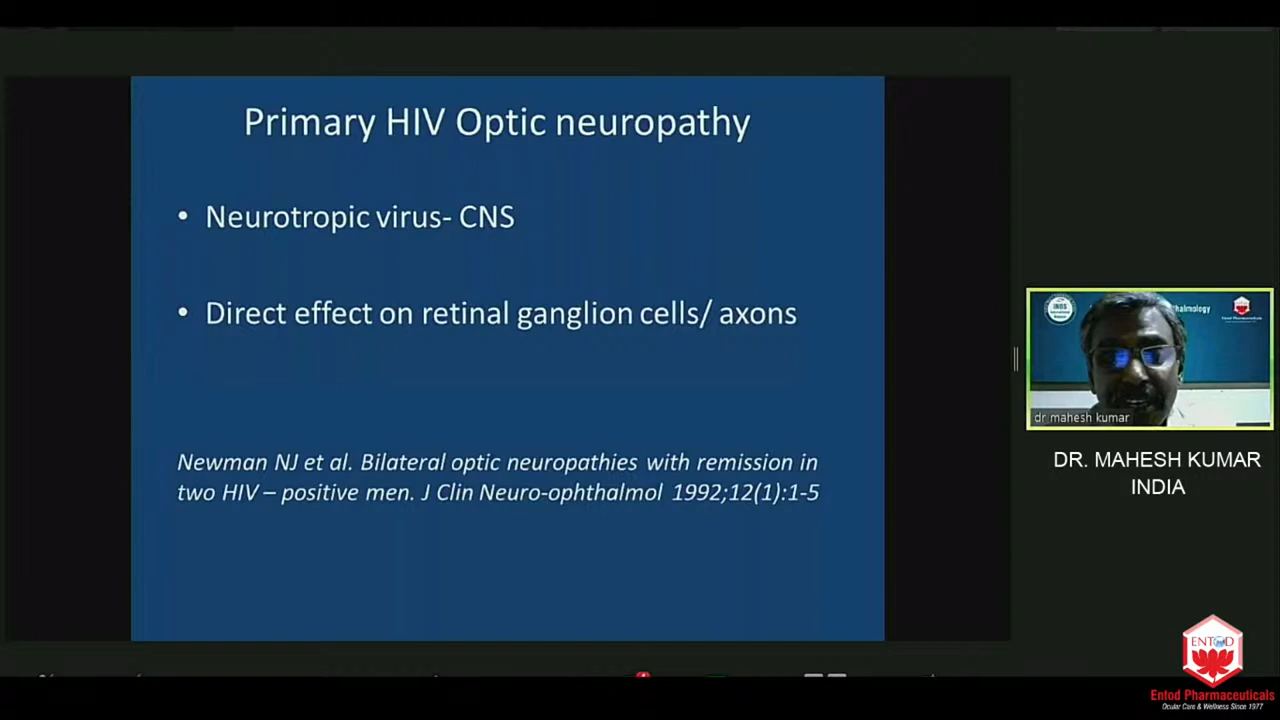 Primary HIV Optic neuropathy
• Neurotropic virus- CNS
• Direct effect on retinal ganglion cells/ axons
Newman NJ et al. Bilateral optic neuropathies with remission in
two HIV – positive men. J Clin Neuro-ophthalmol 1992;12(1):1-5
dr mahesh kumar
DR. MAHESH KUMAR
INDIA
ENTOD
Entod Pharmaceuticals
Ocular Care & Wellness Since 1977